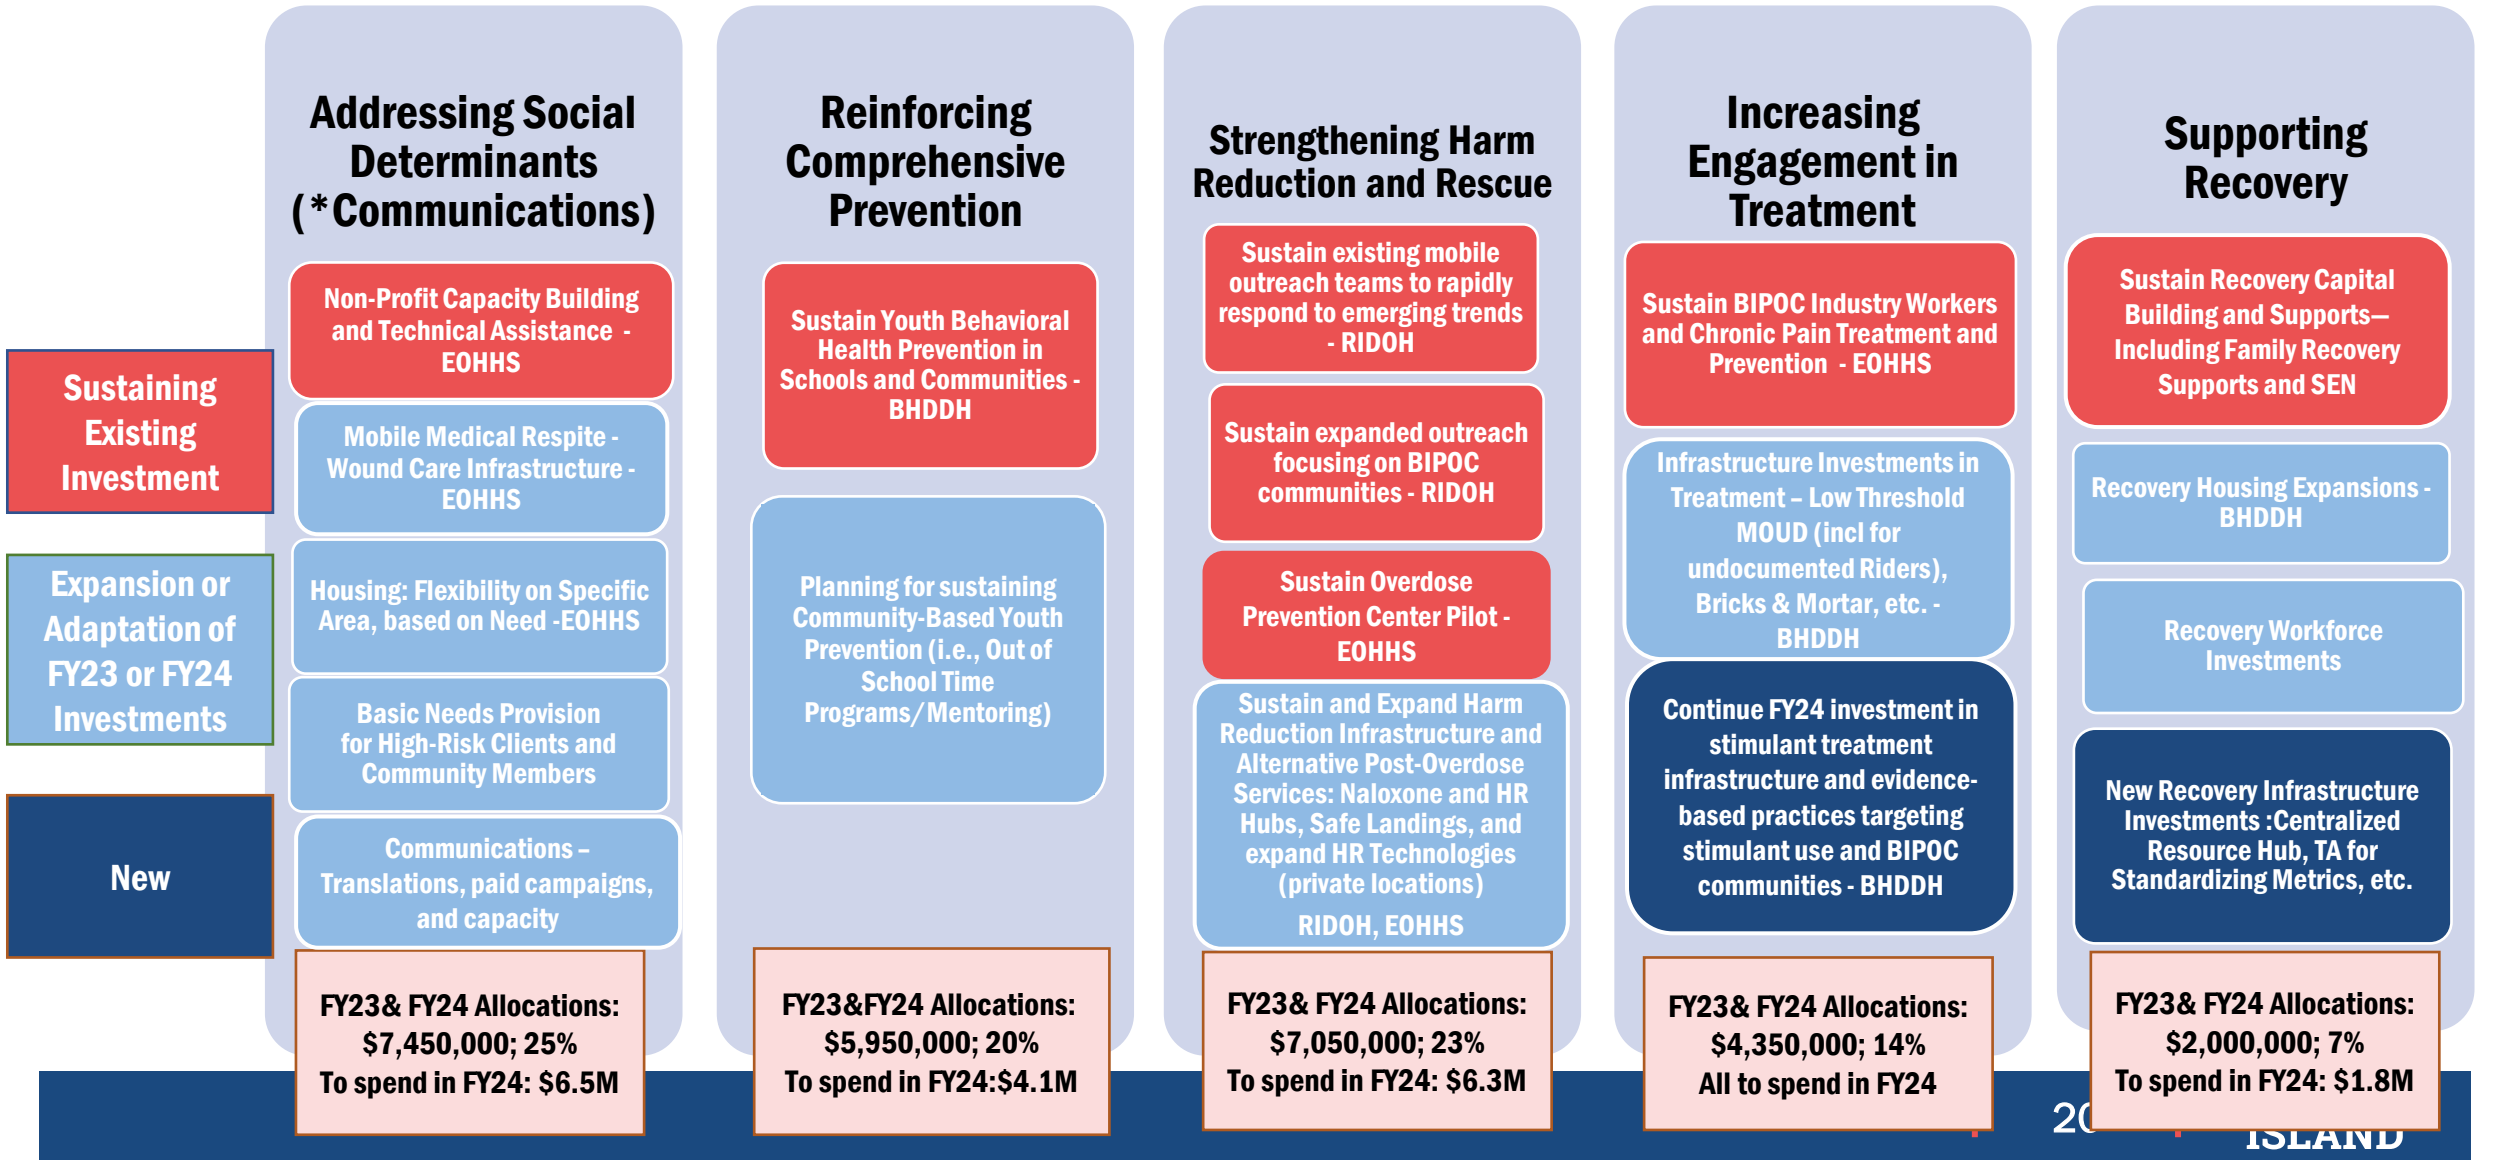 Sustaining
Existing
Investment
Expansion or
Adaptation of
FY23 or FY24
Investments
New
Addressing Social
Determinants
(*Communications)
Non-Profit Capacity Building
and Technical Assistance -
EOHHS
Mobile Medical Respite -
Wound Care Infrastructure -
EOHHS
Housing: Flexibility on Specific
Area, based on Need -EOHHS
Basic Needs Provision
for High-Risk Clients and
Community Members
Communications –
Translations, paid campaigns,
and capacity
FY23& FY24 Allocations:
$7,450,000; 25%
To spend in FY24: $6.5M
Reinforcing
Comprehensive
Prevention
Sustain Youth Behavioral
Health Prevention in
Schools and Communities -
BHDDH
Planning for sustaining
Community-Based Youth
Prevention (i.e., Out of
School Time
Programs/Mentoring)
FY23&FY24 Allocations:
$5,950,000; 20%
To spend in FY24:$4.1M
Strengthening Harm
Reduction and Rescue
Sustain existing mobile
outreach teams to rapidly
respond to emerging trends
- RIDOH
Sustain expanded outreach
focusing on BIPOC
communities - RIDOH
Sustain Overdose
Prevention Center Pilot -
EOHHS
Sustain and Expand Harm
Reduction Infrastructure and
Alternative Post-Overdose
Services: Naloxone and HR
Hubs, Safe Landings, and
expand HR Technologies
(private locations)
RIDOH, EOHHS
FY23& FY24 Allocations:
$7,050,000; 23%
To spend in FY24: $6.3M
Increasing
Engagement in
Treatment
Sustain BIPOC Industry Workers
and Chronic Pain Treatment and
Prevention - EOHHS
Infrastructure Investments in
Treatment – Low Threshold
MOUD (incl for
undocumented Riders),
Bricks & Mortar, etc. -
BHDDH
Continue FY24 investment in
stimulant treatment
infrastructure and evidence-
based practices targeting
stimulant use and BIPOC
communities - BHDDH
FY23& FY24 Allocations:
$4,350,000; 14%
All to spend in FY24
Supporting
Recovery
Sustain Recovery Capital
Building and Supports—
Including Family Recovery
Supports and SEN
Recovery Housing Expansions -
BHDDH
Recovery Workforce
Investments
New Recovery Infrastructure
Investments :Centralized
Resource Hub, TA for
Standardizing Metrics, etc.
FY23& FY24 Allocations:
$2,000,000; 7%
To spend in FY24: $1.8M
ISLAND